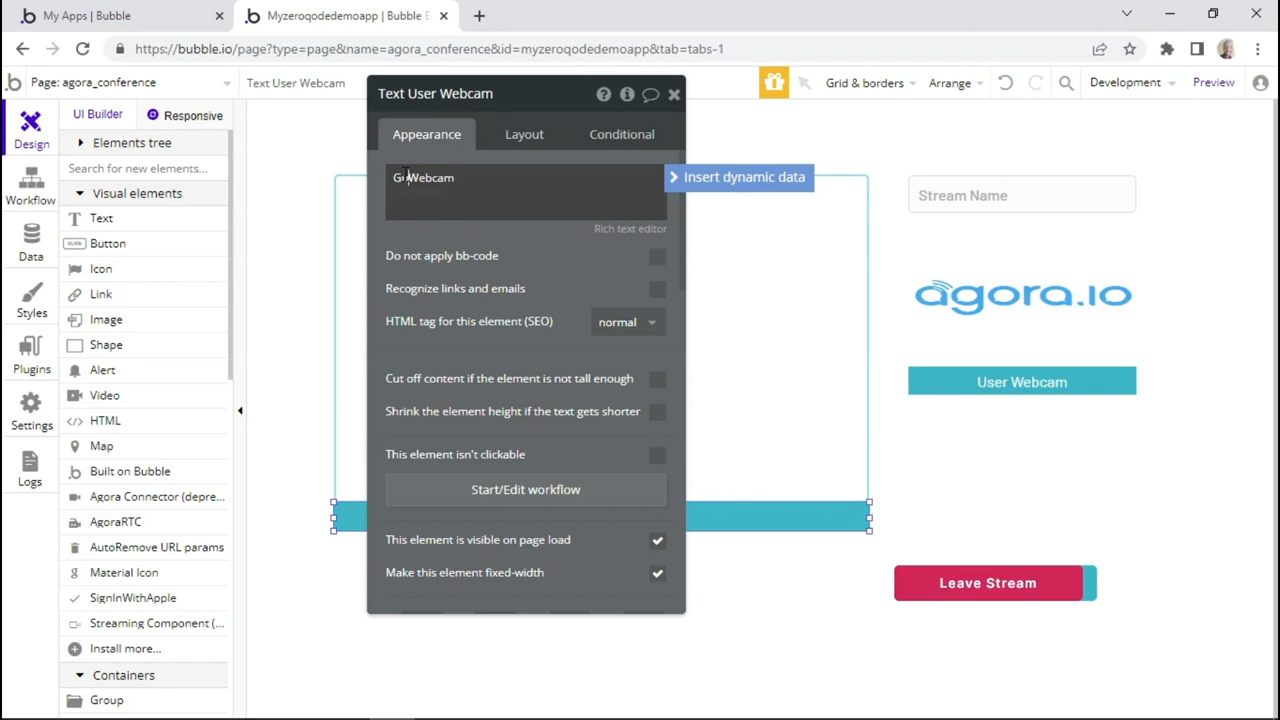 My Apps | Bubble
Myzeroqodedemoapp | Bubble E
https://bubble.io/page?type=page&name=agora_conference&id=myzeroqodedemoapp&tab=tabs-1
Page: agora_conference
Text User Webcam
Grid & borders
Arrange
Development
Preview
Design
Workflow
Data
Styles
Plugins
Settings
Logs
UI Builder
Responsive
Elements tree
Search for new elements...
Visual elements
Text
CLICK
Button
Icon
Link
Image
Shape
Alert
Video
HTML
Map
Built on Bubble
Agora Connector (depre...
AgoraRTC
AutoRemove URL params
Material Icon
SignInWithApple
Streaming Component (...
Install more...
Containers
Group
Text User Webcam
Appearance
Layout
Conditional
Webcam
Insert dynamic data
Rich text editor
Do not apply bb-code
Recognize links and emails
HTML tag for this element (SEO)
normal
Cut off content if the element is not tall enough
Shrink the element height if the text gets shorter
This element isn't clickable
Start/Edit workflow
This element is visible on page load
Make this element fixed-width
Stream Name
agora.io
User Webcam
Leave Stream